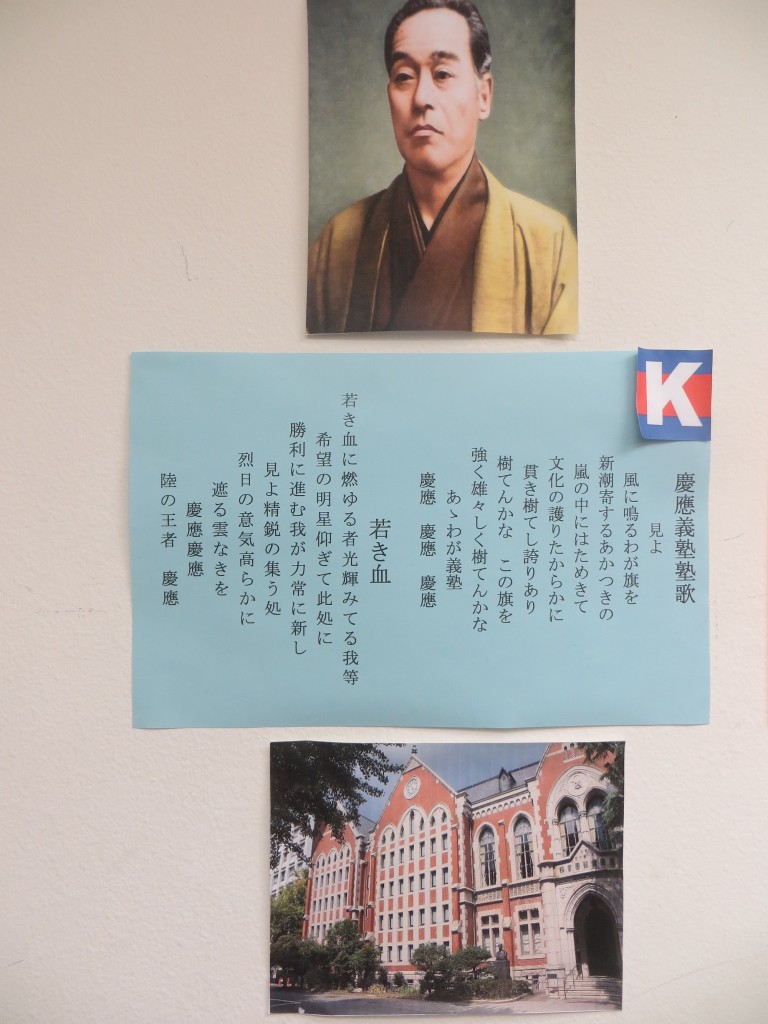 K
慶應義塾塾歌
見よ
風に鳴るわが旗を
新潮寄するあかつきの
嵐の中にはためきて
文化の護りたからかに
貫き樹てし誇りあり
樹てんかな　この旗を
強く雄々しく樹てんかな
あゝわが義塾
慶應　慶應　慶應
若き血
若き血に燃ゆる者光輝みてる我等
希望の明星仰ぎて此処に
勝利に進む我が力常に新し
見よ精鋭の集う処
烈日の意気高らかに
遮る雲なきを
慶應慶應
陸の王者　慶應